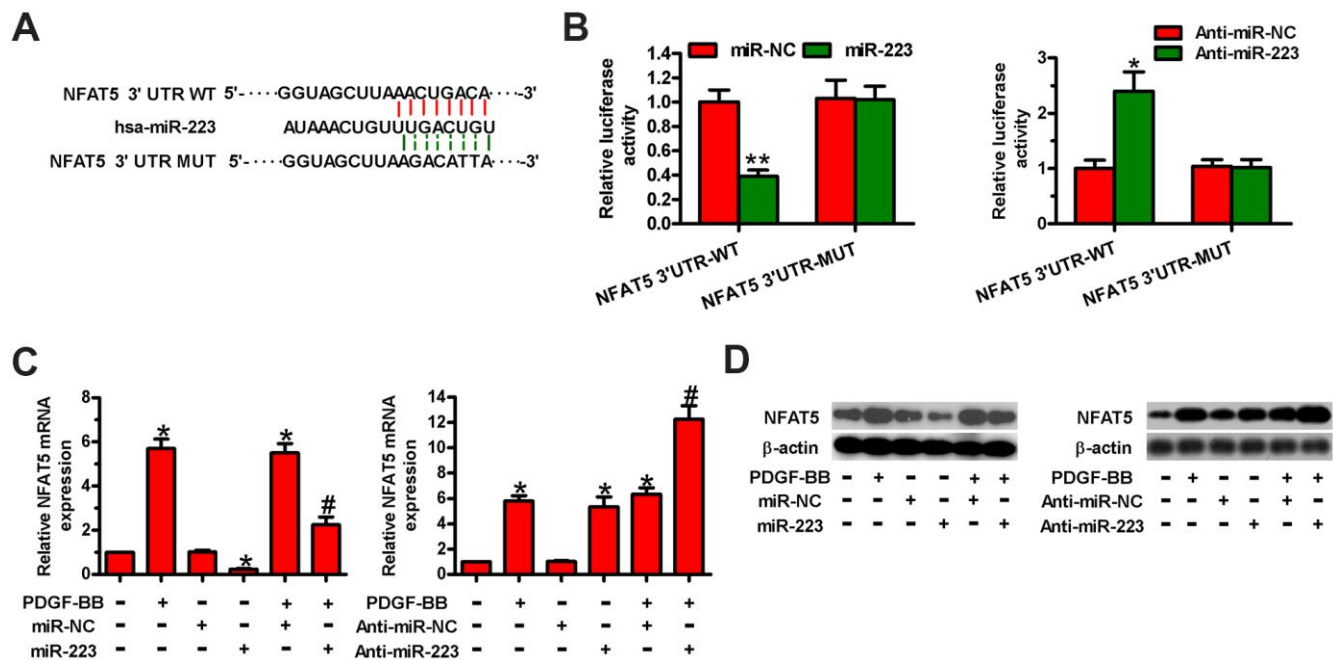 A
NFAT5 3' UTR WT 5'-·····GGUAGCUUAAACUGACA·····-3'
hsa-miR-223 AUAAACUGUUUGACUGU
NFAT5 3' UTR MUT 5'-·····GGUAGCUUAAGACATTA·····-3'
B
miR-NC miR-223
Relative luciferase activity
1.4
1.2
1.0
0.8
0.6
0.4
0.2
0.0
**
NFAT5 3'UTR-WT
NFAT5 3'UTR-MUT
Anti-miR-NC
Anti-miR-223
Relative luciferase activity
3
2
1
0
*
NFAT5 3'UTR-WT
NFAT5 3'UTR-MUT
C
Relative NFAT5 mRNA expression
8
6
4
2
0
* * * #
PDGF-BB - + - - + +
miR-NC - - + - + -
miR-223 - - - + - +
Relative NFAT5 mRNA expression
14
12
10
8
6
4
2
0
* * * #
PDGF-BB - + - - + +
Anti-miR-NC - - + - + -
Anti-miR-223 - - - + - +
D
NFAT5
β-actin
PDGF-BB - + - - + +
miR-NC - - + - + -
miR-223 - - - + - +
NFAT5
β-actin
PDGF-BB - + - - + +
Anti-miR-NC - - + - + -
Anti-miR-223 - - - + - +